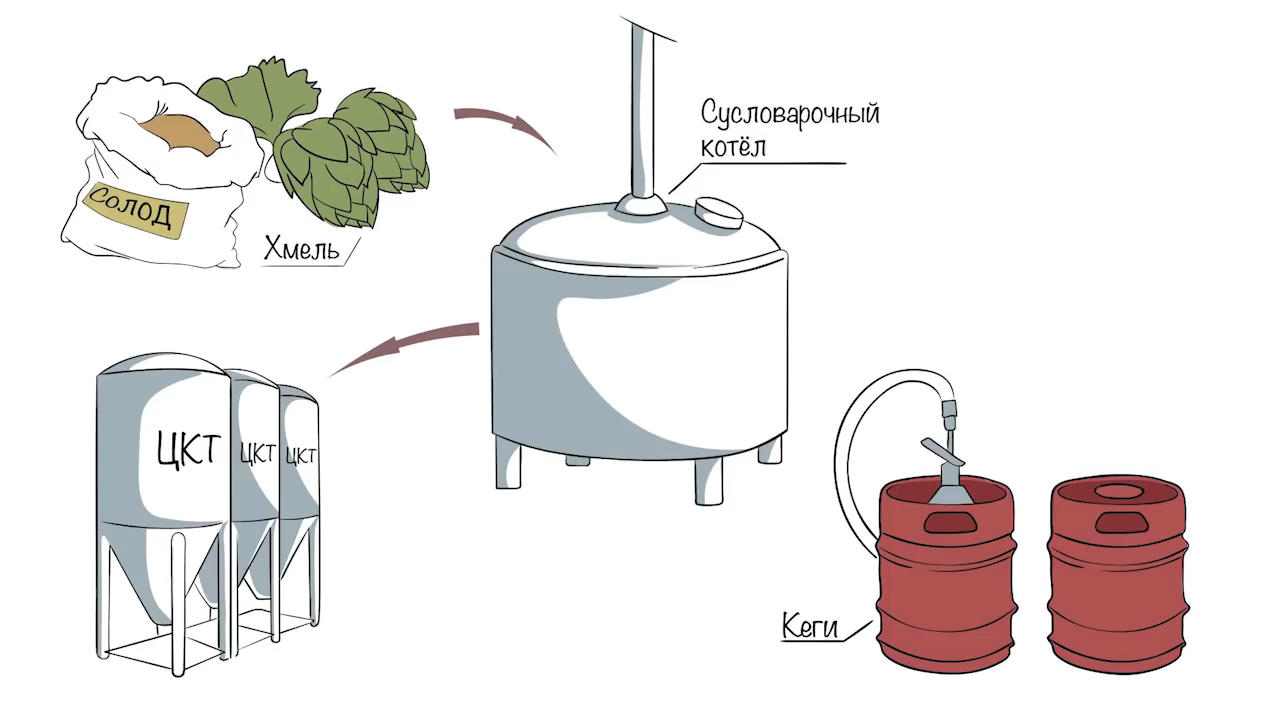 Сусловарочный
котёл
Солод
Хмель
ЦКТ
ЦКТ
ЦКТ
Кеги